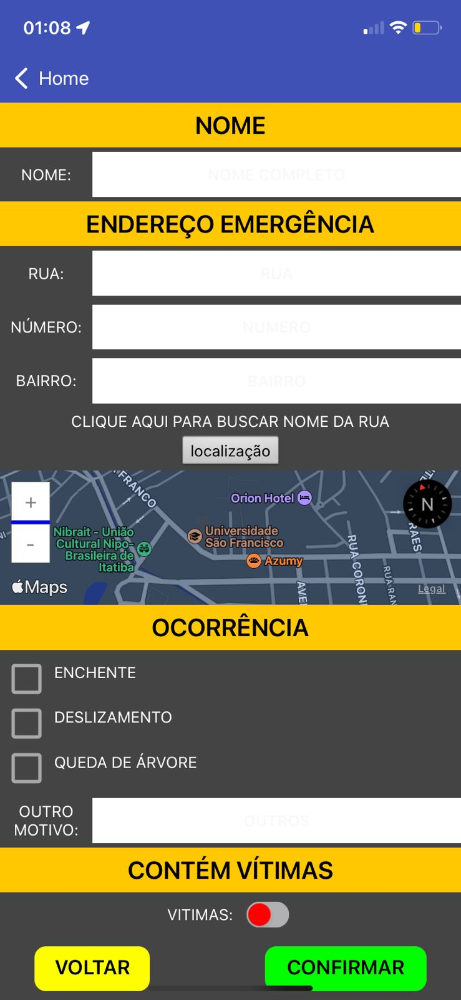 01:08
Home
NOME
NOME:
NOME COMPLETO
ENDEREÇO EMERGÊNCIA
RUA:
RUA
NÚMERO:
NUMERO
BAIRRO:
BAIRRO
CLIQUE AQUI PARA BUSCAR NOME DA RUA
localização
FRANCO
Orion Hotel
N
+
-
Nibrait - União
Cultural Nipo-
Brasileira de
Itatiba
Universidade
São Francisco
Azumy
RAES
RUA CORONE
RUA RAN
AVE
Maps
Legal
OCORRÊNCIA
ENCHENTE
DESLIZAMENTO
QUEDA DE ÁRVORE
OUTRO
MOTIVO:
OUTROS
CONTÉM VÍTIMAS
VITIMAS:
VOLTAR
CONFIRMAR